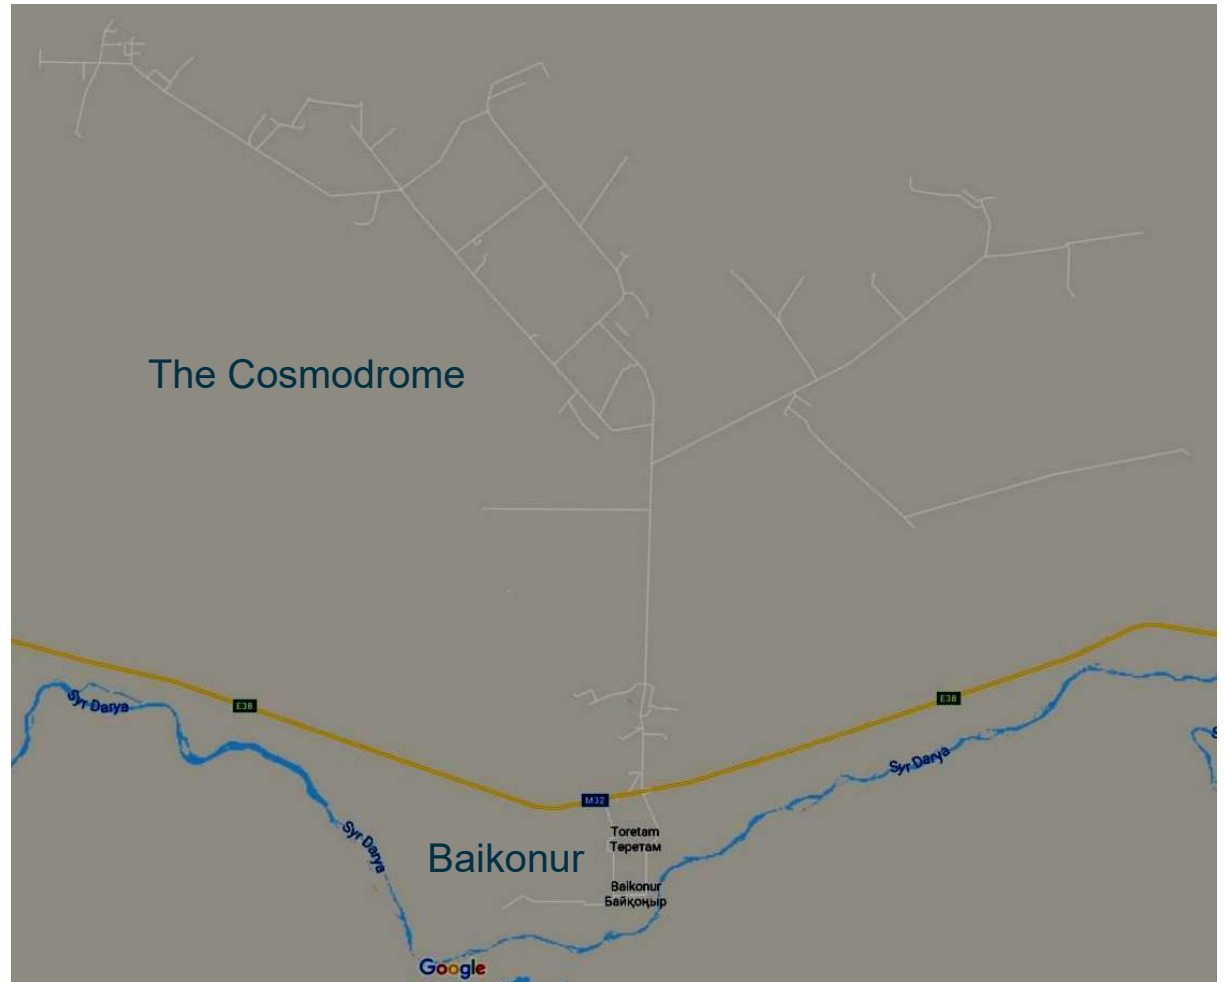 The Cosmodrome
Syr Darya
E38
E38
Syr Darya
M32
Syr Darya
Toretam
Төретам
Baikonur
Baikonur
Байқоңыр
Google